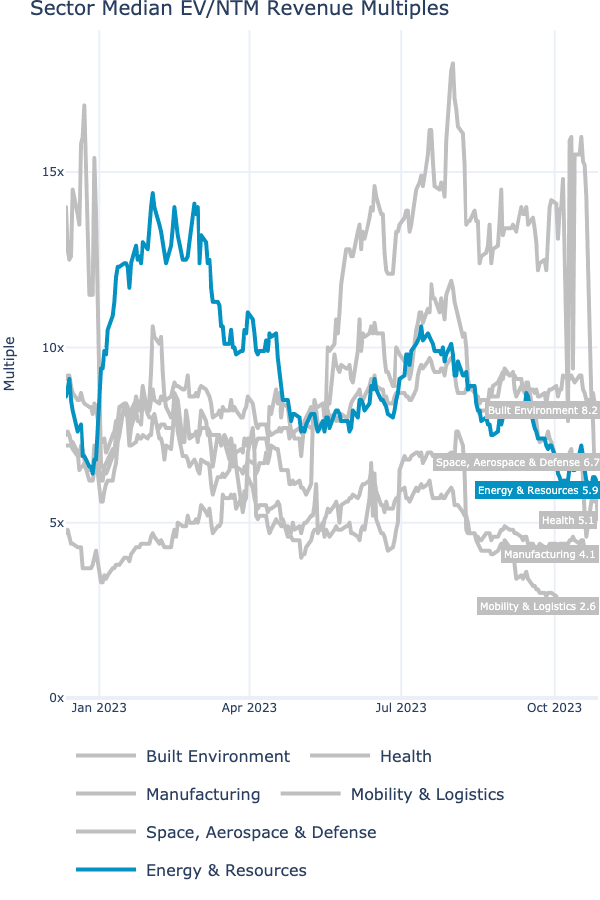 Sector Median EV/NTM Revenue Multiples
Multiple
15x
10x
5x
0x
Built Environment 8.2
Space, Aerospace & Defense 6.7
Energy & Resources 5.9
Health 5.1
Manufacturing 4.1
Mobility & Logistics 2.6
Jan 2023 Apr 2023 Jul 2023 Oct 2023
Built Environment Health
Manufacturing Mobility & Logistics
Space, Aerospace & Defense
Energy & Resources